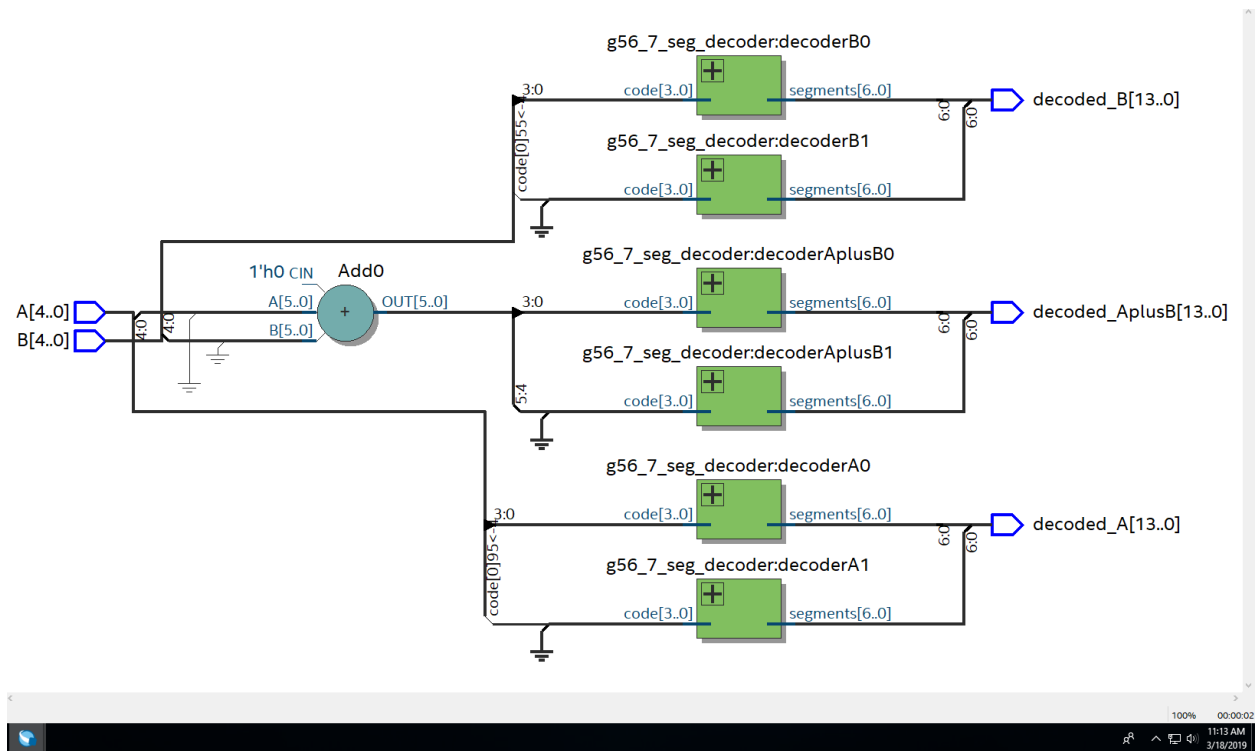 g56_7_seg_decoder:decoderB0
3:0
code[3..0]
segments[6..0]
decoded_B[13..0]
6:0
6:0
code[0]55<-4
g56_7_seg_decoder:decoderB1
code[3..0]
segments[6..0]
g56_7_seg_decoder:decoderAplusB0
1'h0 CIN
Add0
A[4..0]
B[4..0]
4:0
4:0
A[5..0]
B[5..0]
+
OUT[5..0]
3:0
code[3..0]
segments[6..0]
decoded_AplusB[13..0]
6:0
6:0
g56_7_seg_decoder:decoderAplusB1
5:4
code[3..0]
segments[6..0]
g56_7_seg_decoder:decoderA0
3:0
code[3..0]
segments[6..0]
decoded_A[13..0]
6:0
6:0
g56_7_seg_decoder:decoderA1
code[3..0]
segments[6..0]
100% 00:00:02
11:13 AM
3/18/2019